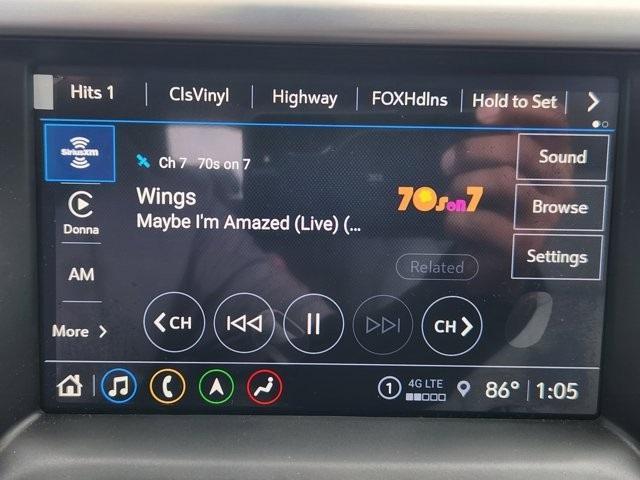 Hits 1 ClsVinyl Highway FOXHdlns Hold to Set
SiriusXM
Ch 7 70s on 7
Sound
Wings
70s on 7
Maybe I'm Amazed (Live) (...
Browse
Donna
Related
Settings
AM
More
CH
CH
1 4G LTE 86° 1:05